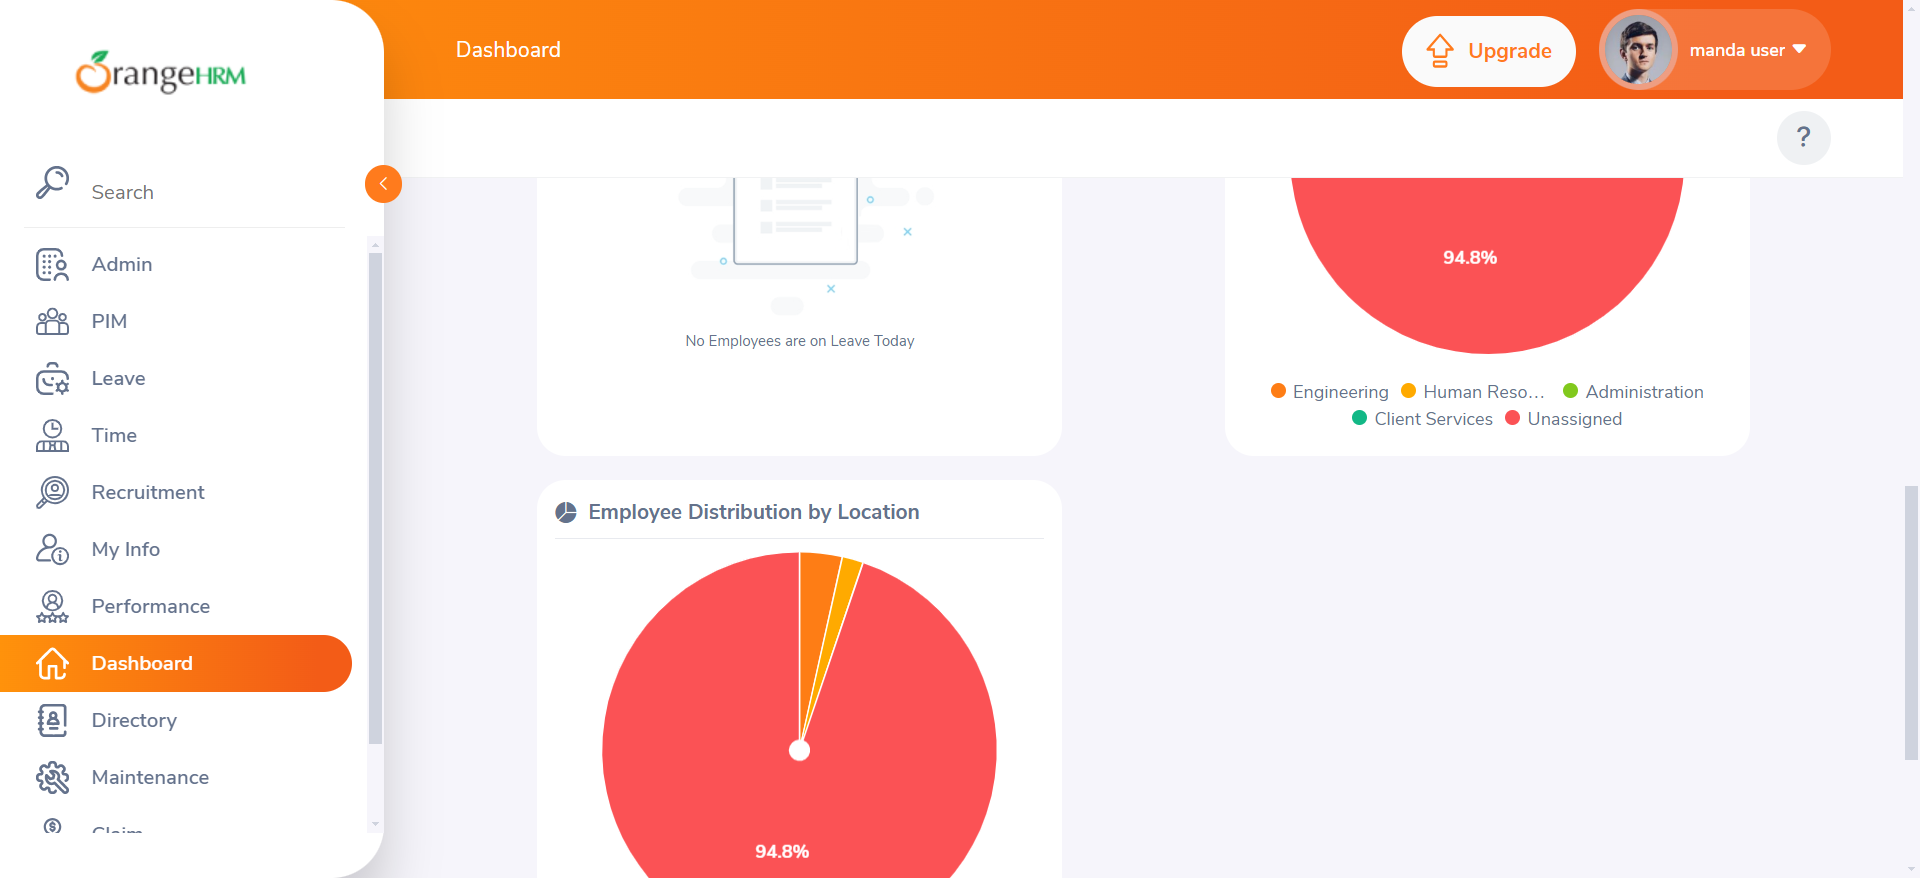 OrangeHRM
Dashboard
Upgrade
manda user
?
Search
Admin
PIM
Leave
Time
Recruitment
My Info
Performance
Dashboard
Directory
Maintenance
Claim
No Employees are on Leave Today
94.8%
Engineering
Human Reso...
Administration
Client Services
Unassigned
Employee Distribution by Location
94.8%